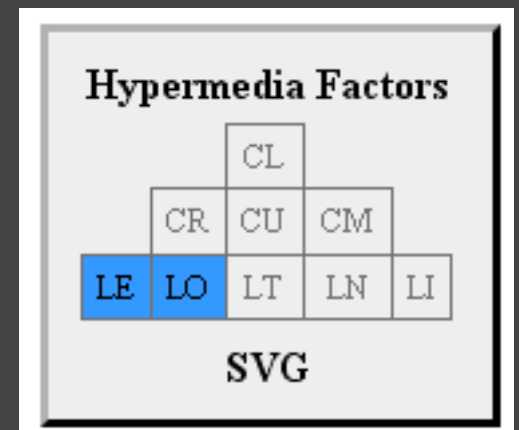 Hypermedia Factors
CL
CR CU CM
LE LO LT LN LI
SVG